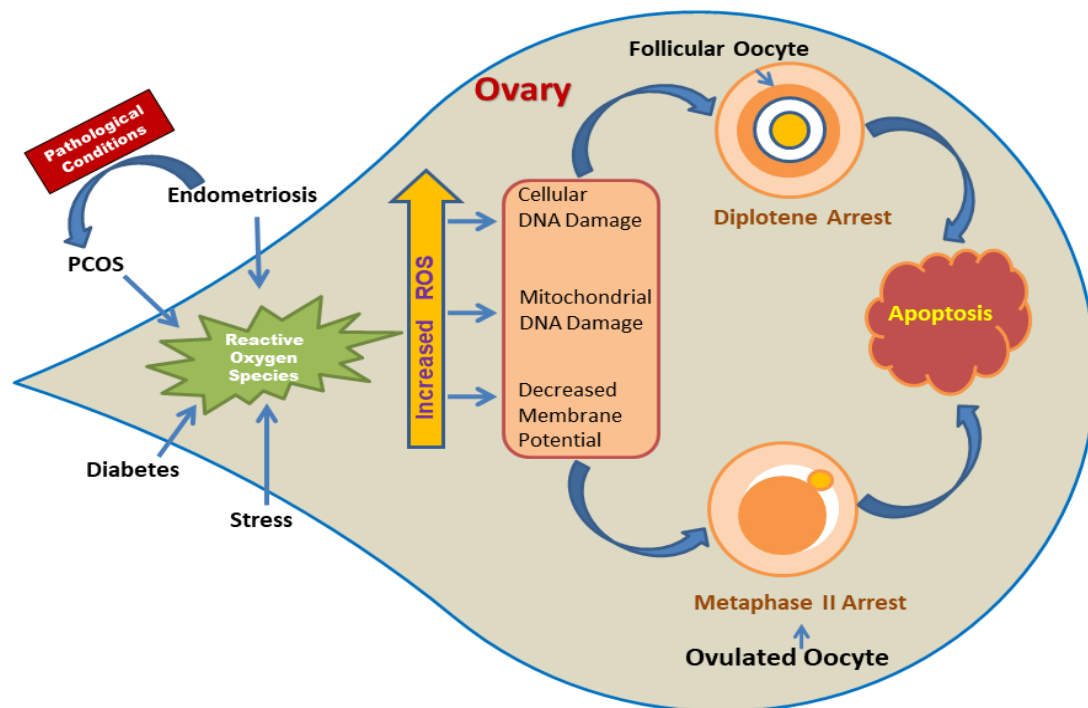 Follicular Oocyte
Ovary
Pathological
Conditions
Endometriosis
PCOS
Reactive
Oxygen
Species
Diabetes
Stress
Increased ROS
Cellular
DNA Damage
Mitochondrial
DNA Damage
Decreased
Membrane
Potential
Diplotene Arrest
Apoptosis
Metaphase II Arrest
Ovulated Oocyte